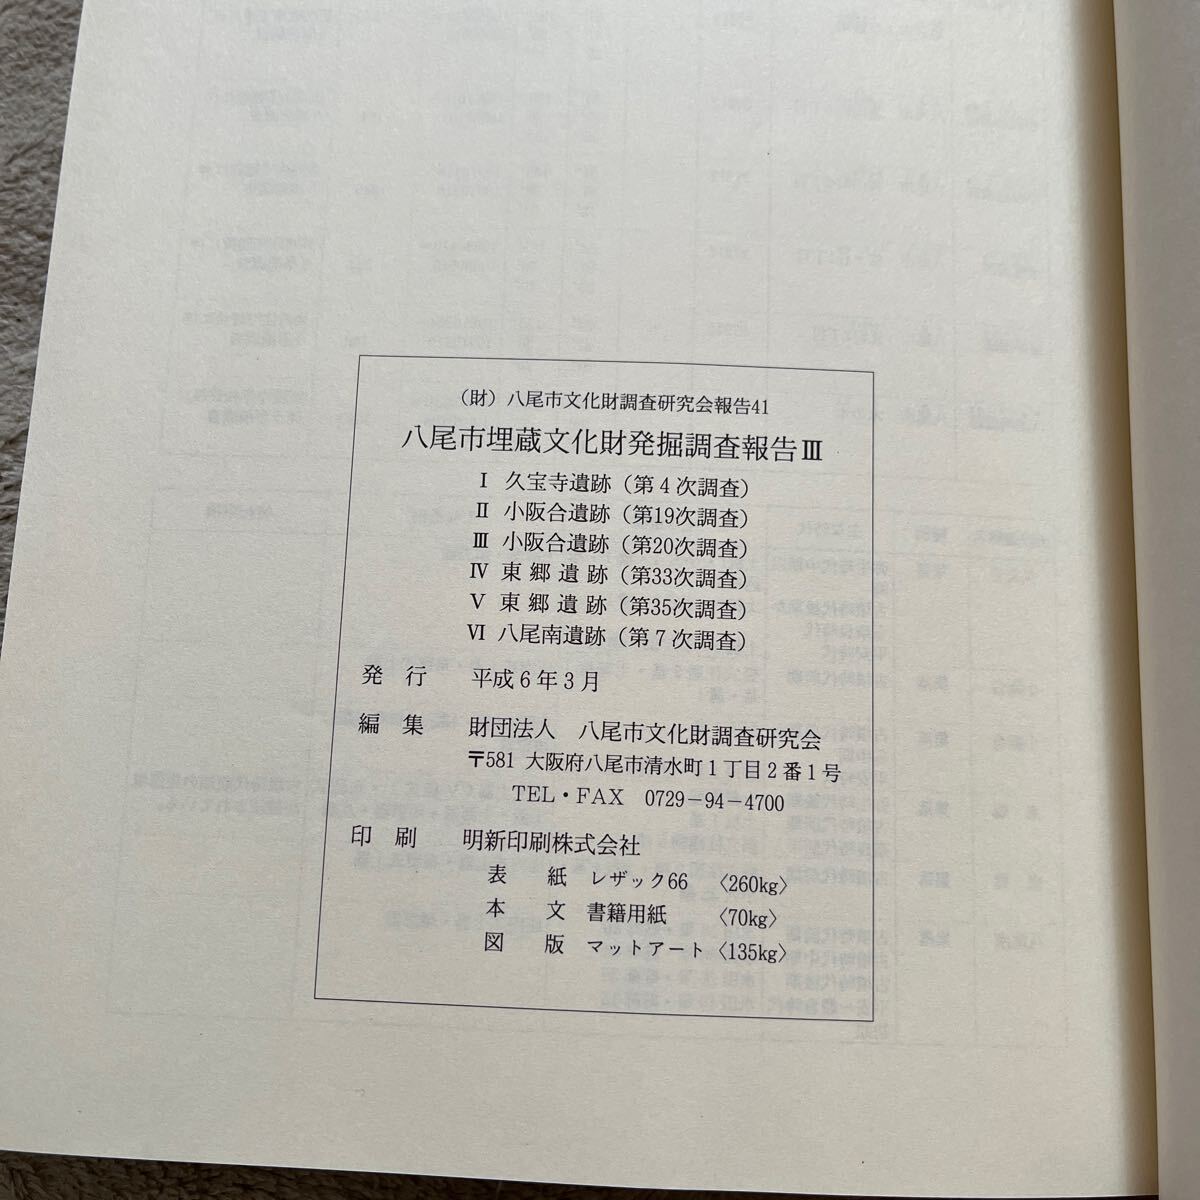 （財）八尾市文化財調査研究会報告41
八尾市埋蔵文化財発掘調査報告Ⅲ
Ⅰ 久宝寺遺跡（第4次調査）
Ⅱ 小阪合遺跡（第19次調査）
Ⅲ 小阪合遺跡（第20次調査）
Ⅳ 東郷遺跡（第33次調査）
Ⅴ 東郷遺跡（第35次調査）
Ⅵ 八尾南遺跡（第7次調査）
発行 平成6年3月
編集 財団法人 八尾市文化財調査研究会
〒581 大阪府八尾市清水町1丁目2番1号
TEL・FAX 0729-94-4700
印刷 明新印刷株式会社
表紙 レザック66 〈260kg〉
本文 書籍用紙 〈70kg〉
図版 マットアート〈135kg〉